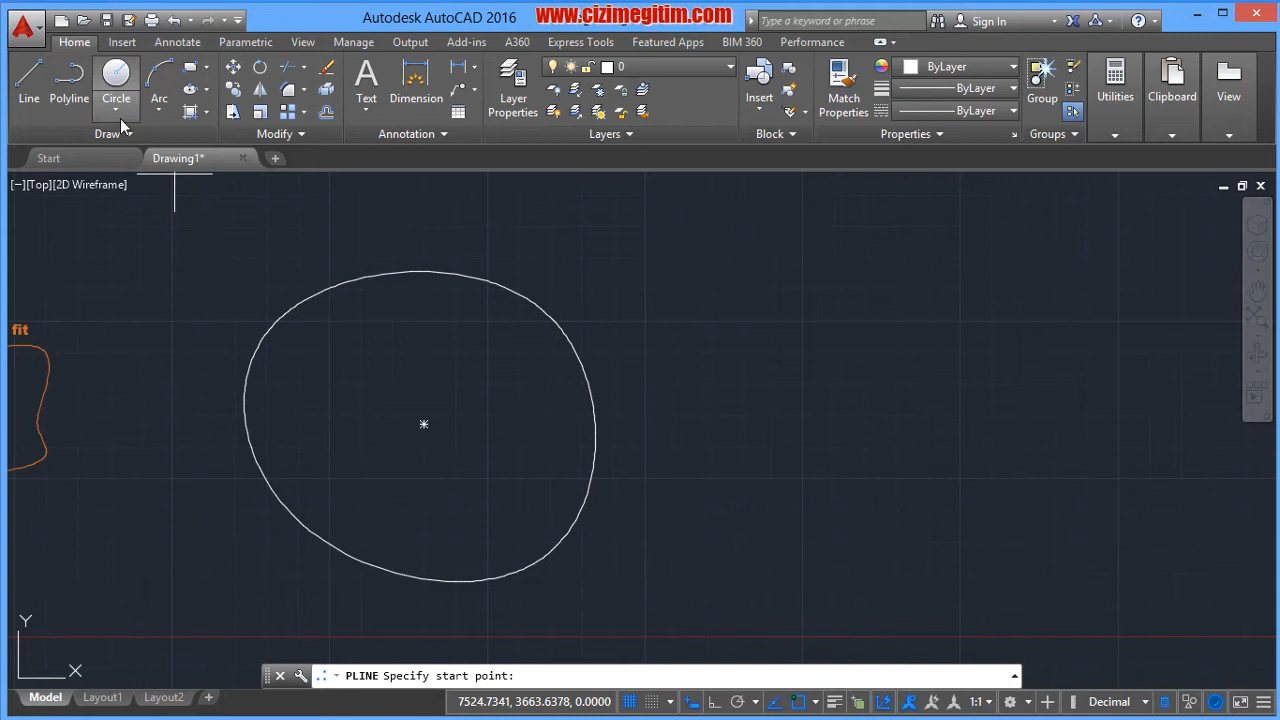 Autodesk AutoCAD 2016
www.cizimegitim.com
Type a keyword or phrase
Sign In
Home
Insert
Annotate
Parametric
View
Manage
Output
Add-ins
A360
Express Tools
Featured Apps
BIM 360
Performance
Line
Polyline
Circle
Arc
Text
Dimension
Layer
Properties
0
Insert
Match
Properties
ByLayer
ByLayer
ByLayer
Group
Utilities
Clipboard
View
Draw
Modify
Annotation
Layers
Block
Properties
Groups
Start
Drawing1*
[−][Top][2D Wireframe]
fit
Y
X
PLINE Specify start point:
Model
Layout1
Layout2
7524.7341, 3663.6378, 0.0000
1:1
Decimal